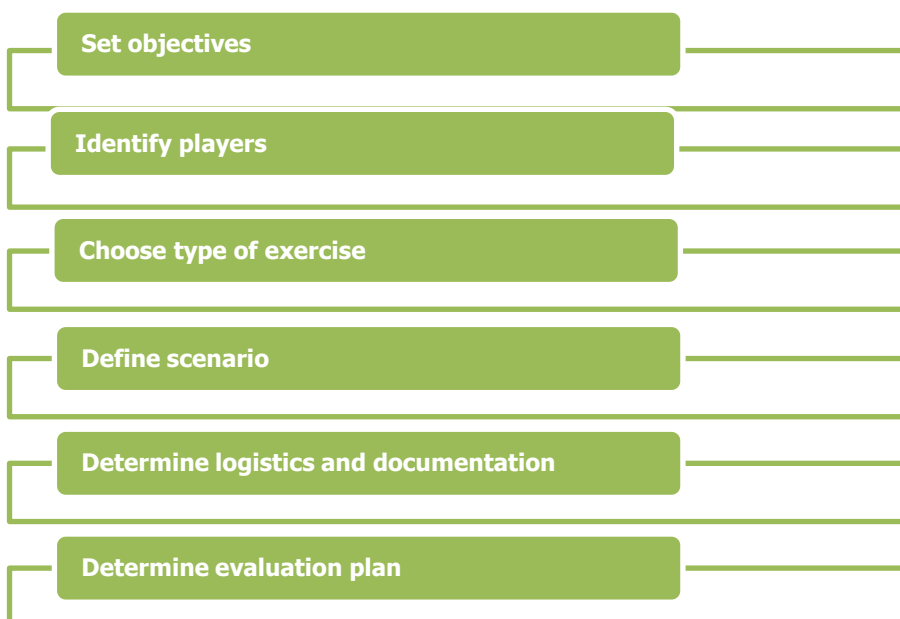 Set objectives
Identify players
Choose type of exercise
Define scenario
Determine logistics and documentation
Determine evaluation plan